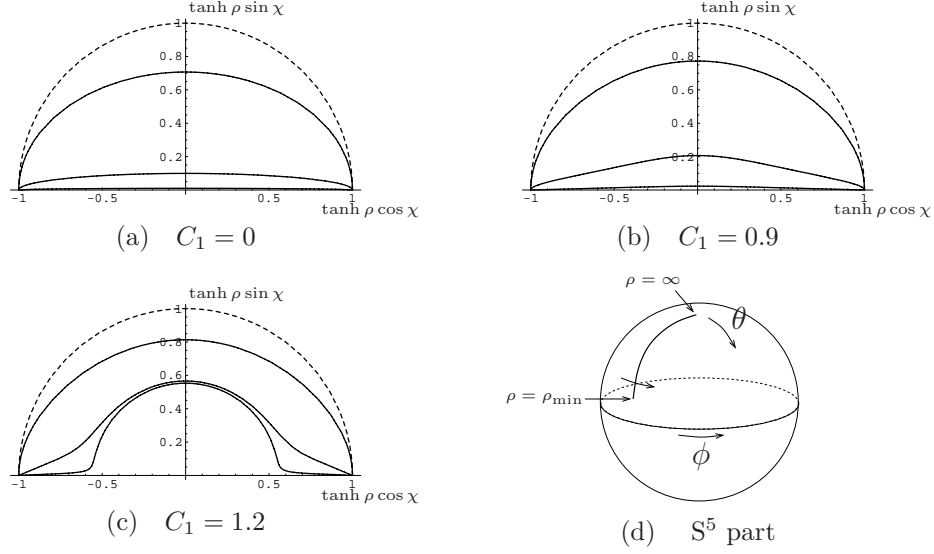 tanh ρ sin χ
1
0.8
0.6
0.4
0.2
−1 −0.5 0.5 1
tanh ρ cos χ
(a) C₁ = 0
tanh ρ sin χ
1
0.8
0.6
0.4
0.2
−1 −0.5 0.5 1
tanh ρ cos χ
(b) C₁ = 0.9
tanh ρ sin χ
1
0.8
0.6
0.4
0.2
−1 −0.5 0.5 1
tanh ρ cos χ
(c) C₁ = 1.2
ρ = ∞
θ
ρ = ρmin
ϕ
(d) S⁵ part